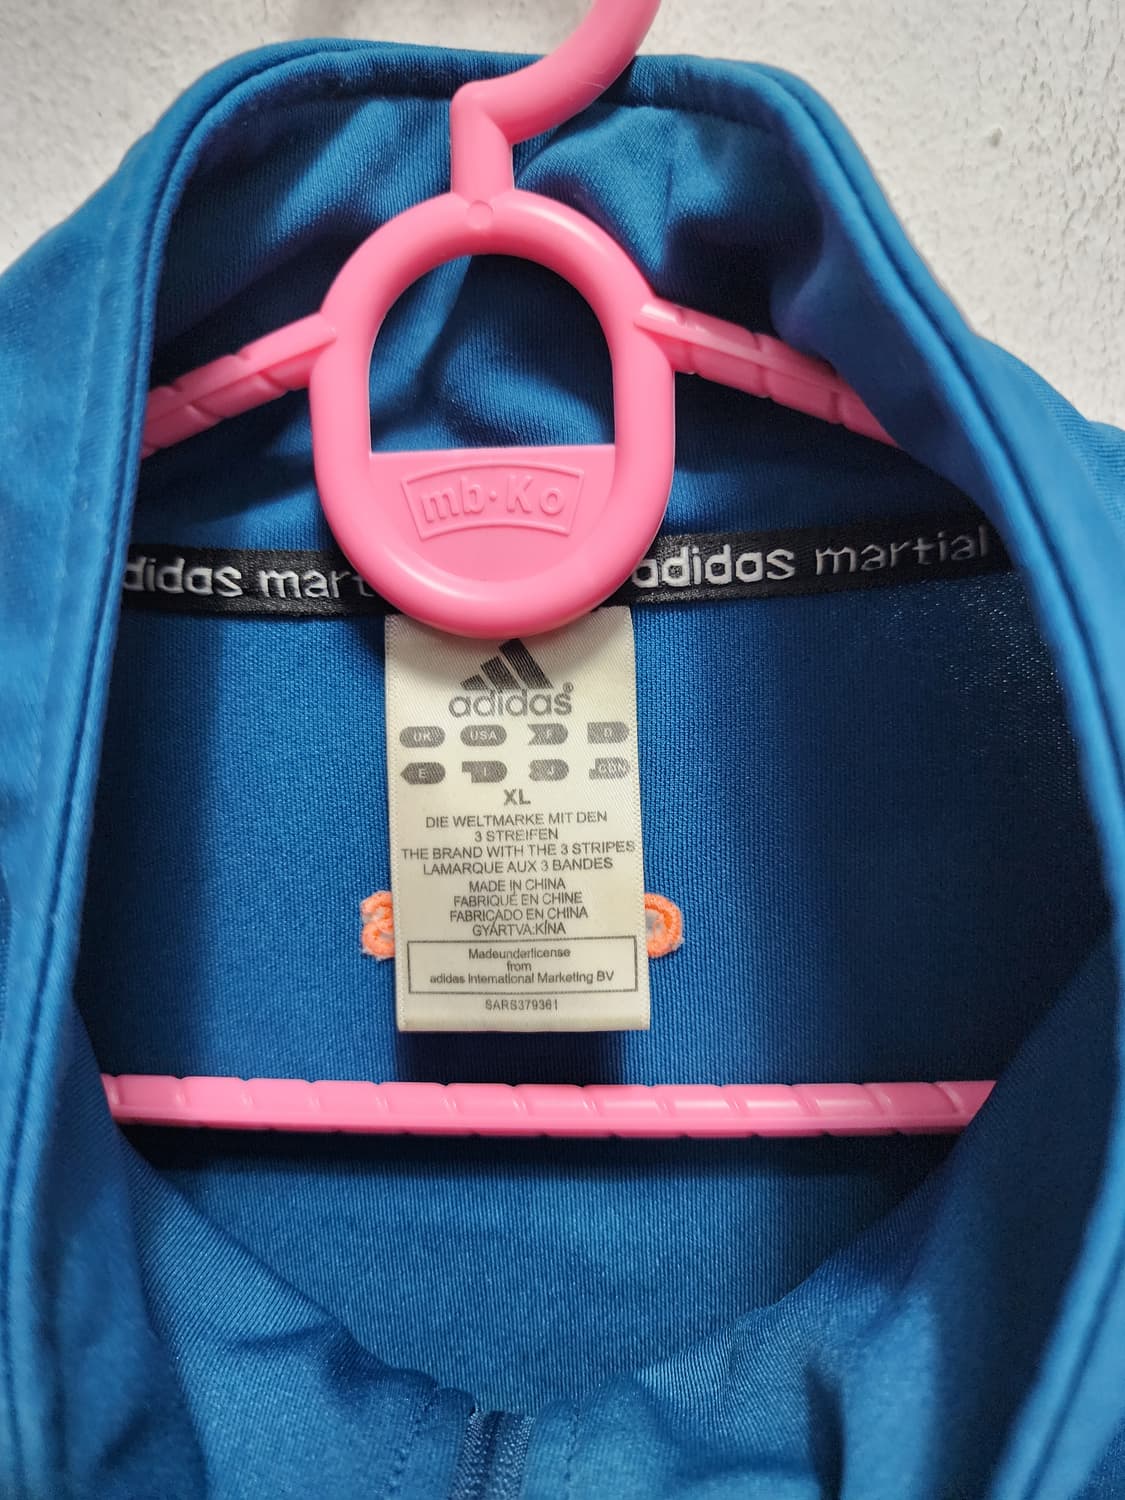 mb·Ko
didas mart
adidas martial
adidas®
UK USA F D
E I J CHN
XL
DIE WELTMARKE MIT DEN
3 STREIFEN
THE BRAND WITH THE 3 STRIPES
LAMARQUE AUX 3 BANDES
MADE IN CHINA
FABRIQUÉ EN CHINE
FABRICADO EN CHINA
GYÁRTVA:KÍNA
Madeunderlicense
from
adidas International Marketing BV
SARS379361